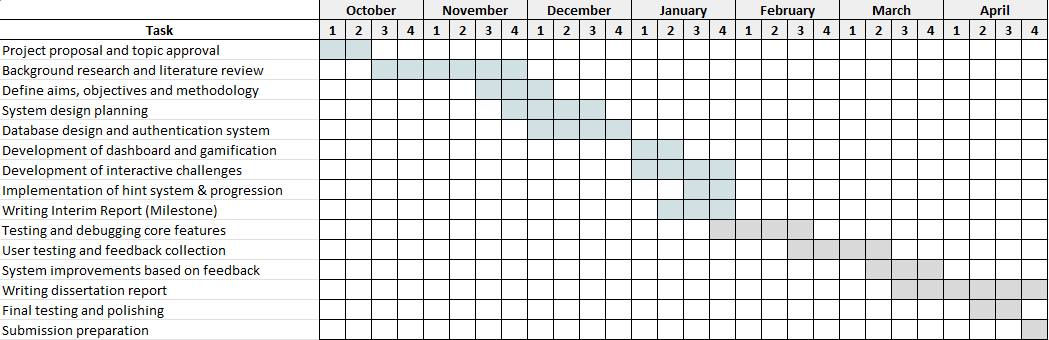 October November December January February March April
Task 1 2 3 4 1 2 3 4 1 2 3 4 1 2 3 4 1 2 3 4 1 2 3 4 1 2 3 4
Project proposal and topic approval
Background research and literature review
Define aims, objectives and methodology
System design planning
Database design and authentication system
Development of dashboard and gamification
Development of interactive challenges
Implementation of hint system & progression
Writing Interim Report (Milestone)
Testing and debugging core features
User testing and feedback collection
System improvements based on feedback
Writing dissertation report
Final testing and polishing
Submission preparation